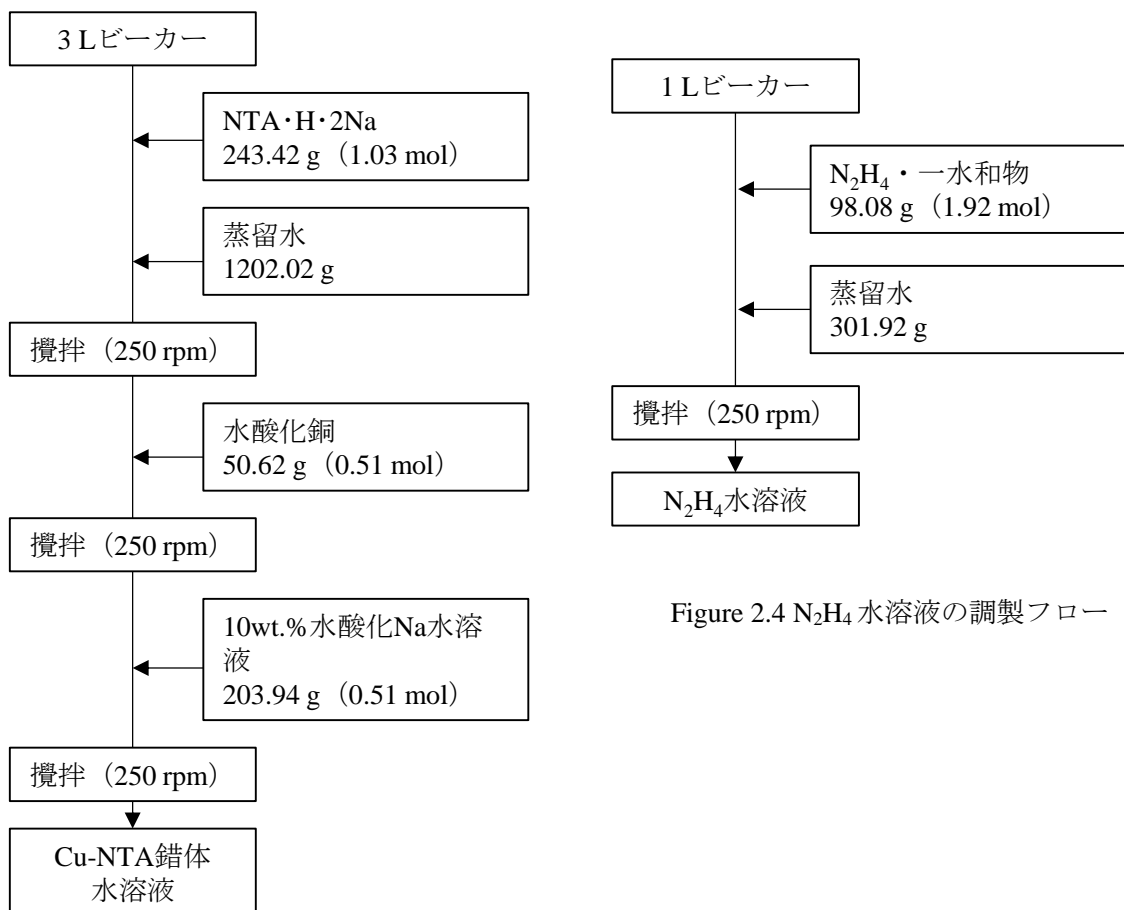 3 Lビーカー
NTA･H･2Na
243.42 g（1.03 mol）
蒸留水
1202.02 g
攪拌（250 rpm）
水酸化銅
50.62 g（0.51 mol）
攪拌（250 rpm）
10wt.%水酸化Na水溶
液
203.94 g（0.51 mol）
攪拌（250 rpm）
Cu-NTA錯体
水溶液
1 Lビーカー
N₂H₄・一水和物
98.08 g（1.92 mol）
蒸留水
301.92 g
攪拌（250 rpm）
N₂H₄水溶液
Figure 2.4 N₂H₄ 水溶液の調製フロー